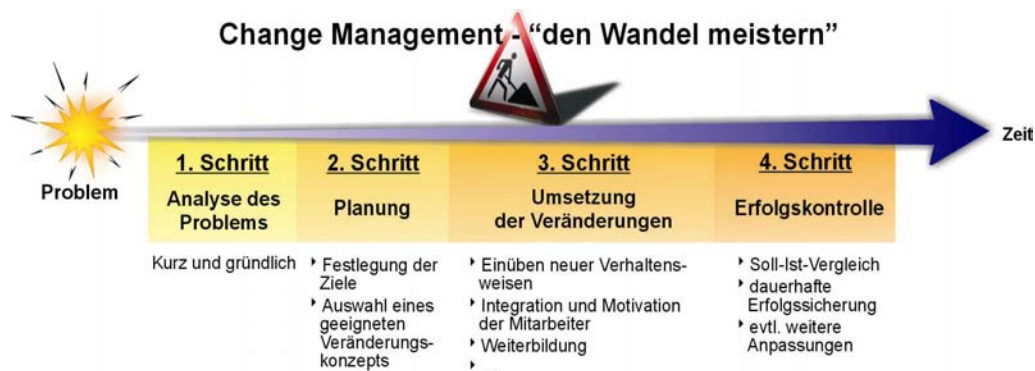 Change Management - “den Wandel meistern”
Zeit
Problem
1. Schritt
Analyse des
Problems
Kurz und gründlich
2. Schritt
Planung
‣ Festlegung der
Ziele
‣ Auswahl eines
geeigneten
Veränderungs-
konzepts
3. Schritt
Umsetzung
der Veränderungen
‣ Einüben neuer Verhaltens-
weisen
‣ Integration und Motivation
der Mitarbeiter
‣ Weiterbildung
4. Schritt
Erfolgskontrolle
‣ Soll-Ist-Vergleich
‣ dauerhafte
Erfolgssicherung
‣ evtl. weitere
Anpassungen